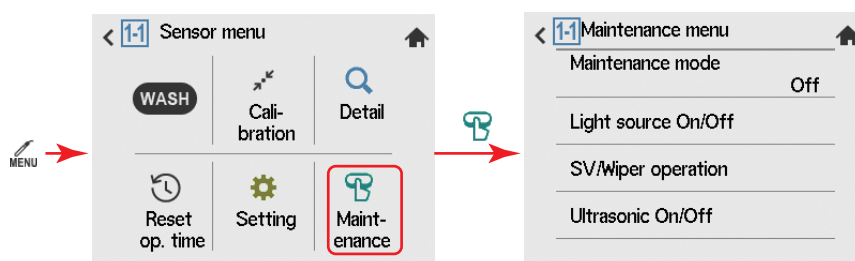 MENU
1-1 Sensor menu
WASH
Cali-
bration
Detail
Reset
op. time
Setting
Maint-
enance
1-1 Maintenance menu
Maintenance mode
Off
Light source On/Off
SV/Wiper operation
Ultrasonic On/Off